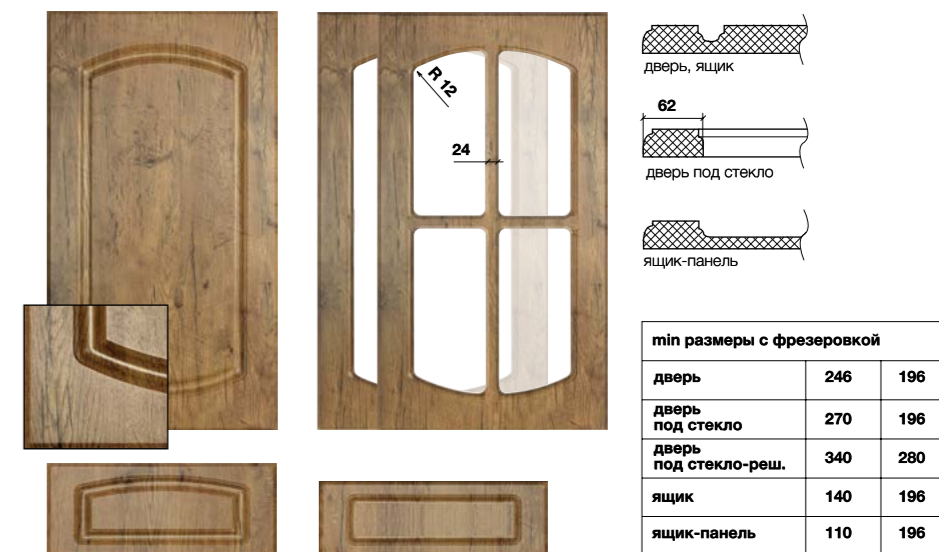 R 12
24
дверь, ящик
62
дверь под стекло
ящик-панель
min размеры с фрезеровкой
дверь 246 196
дверь
под стекло 270 196
дверь
под стекло-реш. 340 280
ящик 140 196
ящик-панель 110 196